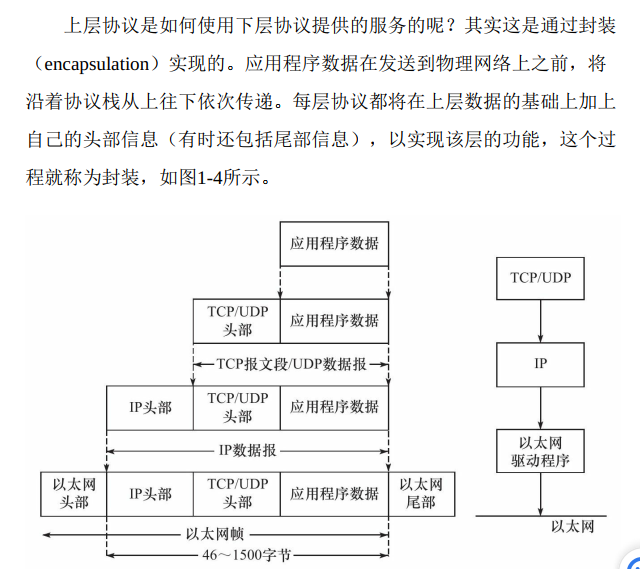 上层协议是如何使用下层协议提供的服务的呢？其实这是通过封装
（encapsulation）实现的。应用程序数据在发送到物理网络上之前，将
沿着协议栈从上往下依次传递。每层协议都将在上层数据的基础上加上
自己的头部信息（有时还包括尾部信息），以实现该层的功能，这个过
程就称为封装，如图1-4所示。
应用程序数据
TCP/UDP
头部
应用程序数据
TCP报文段/UDP数据报
IP头部
TCP/UDP
头部
应用程序数据
IP数据报
以太网
头部
IP头部
TCP/UDP
头部
应用程序数据
以太网
尾部
以太网帧
46～1500字节
TCP/UDP
IP
以太网
驱动程序
以太网